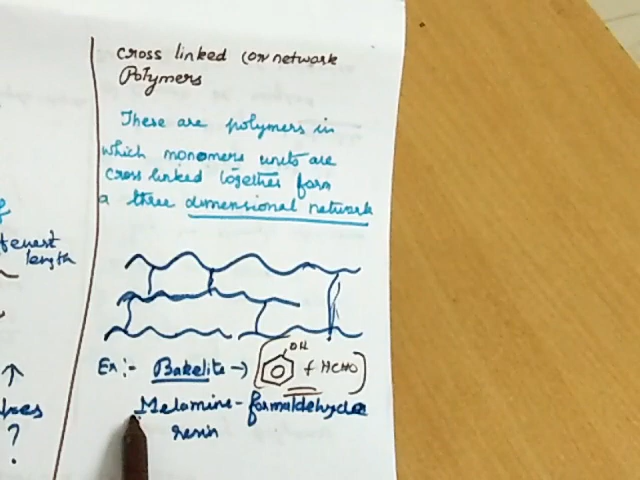 cross linked (or network
Polymers
These are polymers in
which monomers units are
cross linked together form
a three dimensional network
length
Ex:- Bakelite → ( OH + HCHO )
Melamine - formaldehyde
resin
?